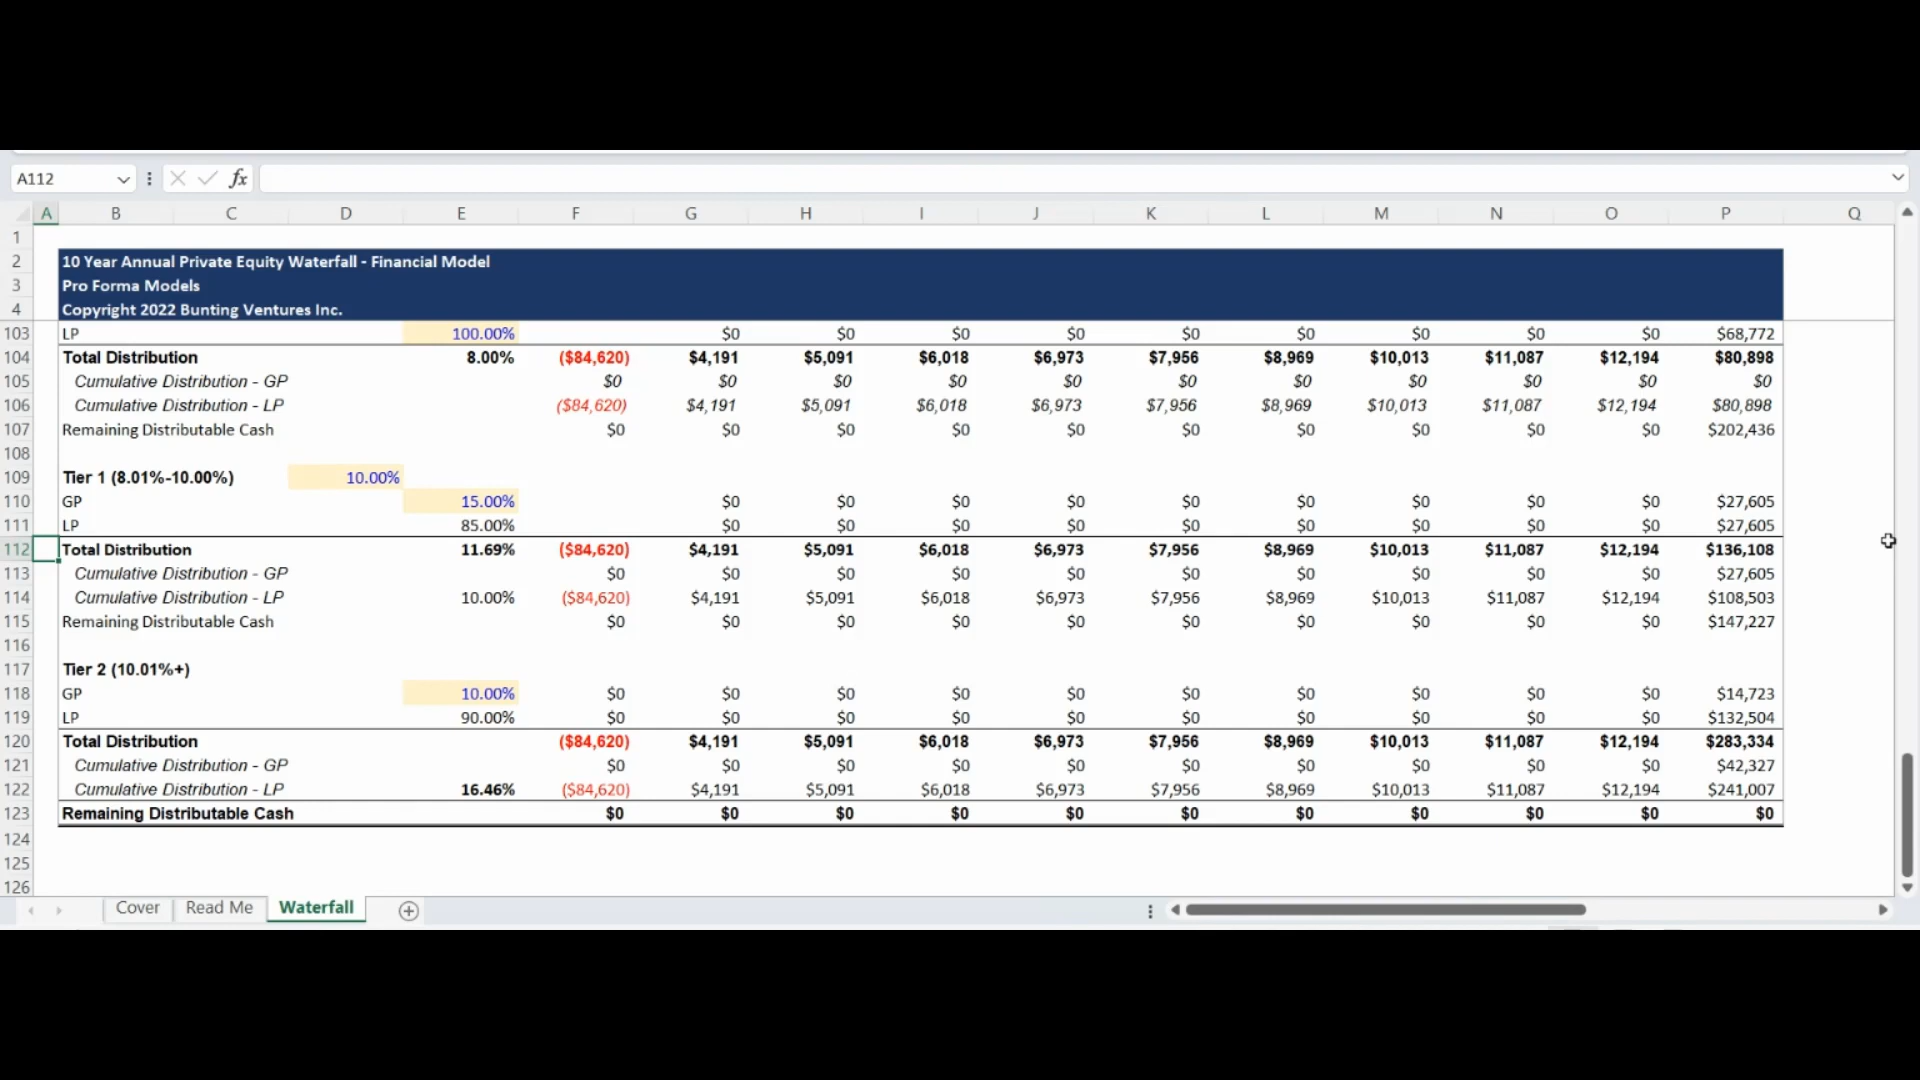 A112 fx
A B C D E F G H I J K L M N O P Q
1
2 10 Year Annual Private Equity Waterfall - Financial Model
3 Pro Forma Models
4 Copyright 2022 Bunting Ventures Inc.
103 LP 100.00% $0 $0 $0 $0 $0 $0 $0 $0 $0 $68,772
104 Total Distribution 8.00% ($84,620) $4,191 $5,091 $6,018 $6,973 $7,956 $8,969 $10,013 $11,087 $12,194 $80,898
105 Cumulative Distribution - GP $0 $0 $0 $0 $0 $0 $0 $0 $0 $0 $0
106 Cumulative Distribution - LP ($84,620) $4,191 $5,091 $6,018 $6,973 $7,956 $8,969 $10,013 $11,087 $12,194 $80,898
107 Remaining Distributable Cash $0 $0 $0 $0 $0 $0 $0 $0 $0 $0 $202,436
108
109 Tier 1 (8.01%-10.00%) 10.00%
110 GP 15.00% $0 $0 $0 $0 $0 $0 $0 $0 $0 $27,605
111 LP 85.00% $0 $0 $0 $0 $0 $0 $0 $0 $0 $27,605
112 Total Distribution 11.69% ($84,620) $4,191 $5,091 $6,018 $6,973 $7,956 $8,969 $10,013 $11,087 $12,194 $136,108
113 Cumulative Distribution - GP $0 $0 $0 $0 $0 $0 $0 $0 $0 $0 $27,605
114 Cumulative Distribution - LP 10.00% ($84,620) $4,191 $5,091 $6,018 $6,973 $7,956 $8,969 $10,013 $11,087 $12,194 $108,503
115 Remaining Distributable Cash $0 $0 $0 $0 $0 $0 $0 $0 $0 $0 $147,227
116
117 Tier 2 (10.01%+)
118 GP 10.00% $0 $0 $0 $0 $0 $0 $0 $0 $0 $0 $14,723
119 LP 90.00% $0 $0 $0 $0 $0 $0 $0 $0 $0 $0 $132,504
120 Total Distribution ($84,620) $4,191 $5,091 $6,018 $6,973 $7,956 $8,969 $10,013 $11,087 $12,194 $283,334
121 Cumulative Distribution - GP $0 $0 $0 $0 $0 $0 $0 $0 $0 $0 $42,327
122 Cumulative Distribution - LP 16.46% ($84,620) $4,191 $5,091 $6,018 $6,973 $7,956 $8,969 $10,013 $11,087 $12,194 $241,007
123 Remaining Distributable Cash $0 $0 $0 $0 $0 $0 $0 $0 $0 $0 $0
124
125
126
Cover Read Me Waterfall